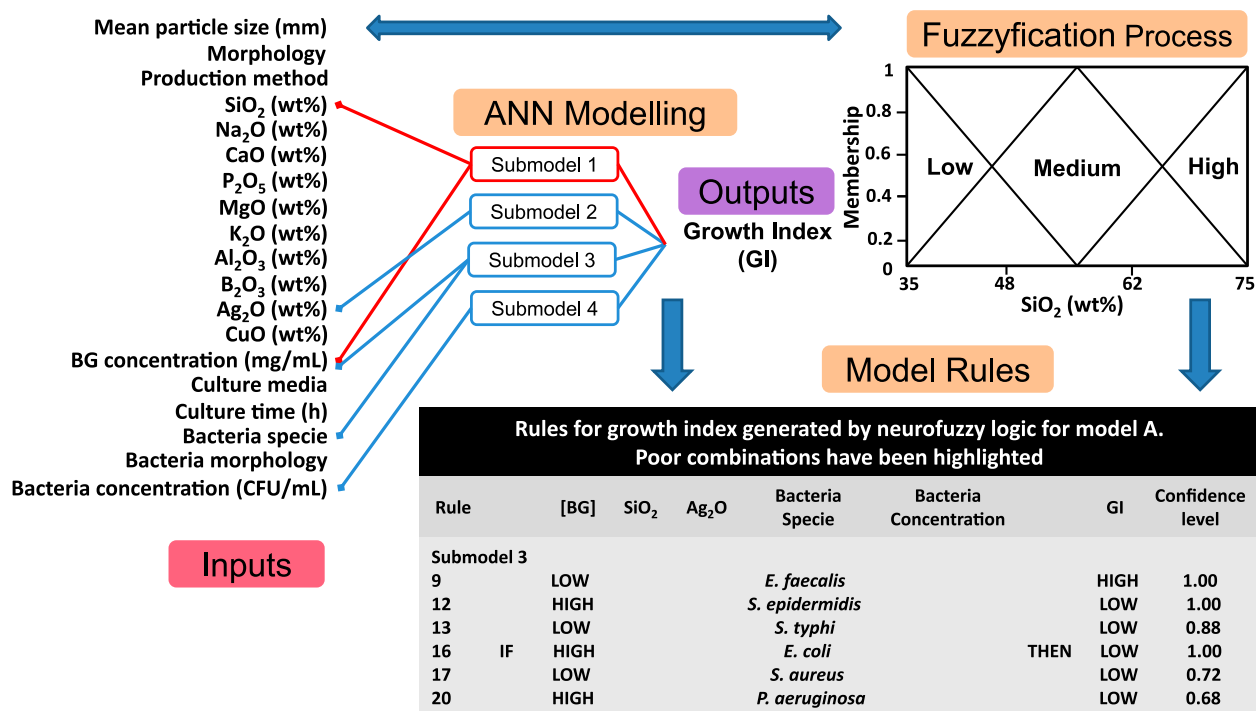 Mean particle size (mm)
Morphology
Production method
SiO₂ (wt%)
Na₂O (wt%)
CaO (wt%)
P₂O₅ (wt%)
MgO (wt%)
K₂O (wt%)
Al₂O₃ (wt%)
B₂O₃ (wt%)
Ag₂O (wt%)
CuO (wt%)
BG concentration (mg/mL)
Culture media
Culture time (h)
Bacteria specie
Bacteria morphology
Bacteria concentration (CFU/mL)
Inputs
ANN Modelling
Submodel 1
Submodel 2
Submodel 3
Submodel 4
Outputs
Growth Index
(GI)
Fuzzyfication Process
Membership
1
0.8
0.6
0.4
0.2
0
Low
Medium
High
35 48 62 75
SiO₂ (wt%)
Model Rules
Rules for growth index generated by neurofuzzy logic for model A.
Poor combinations have been highlighted
Rule [BG] SiO₂ Ag₂O Bacteria Specie Bacteria Concentration GI Confidence level
Submodel 3
9 LOW E. faecalis HIGH 1.00
12 HIGH S. epidermidis LOW 1.00
13 LOW S. typhi LOW 0.88
16 IF HIGH E. coli THEN LOW 1.00
17 LOW S. aureus LOW 0.72
20 HIGH P. aeruginosa LOW 0.68